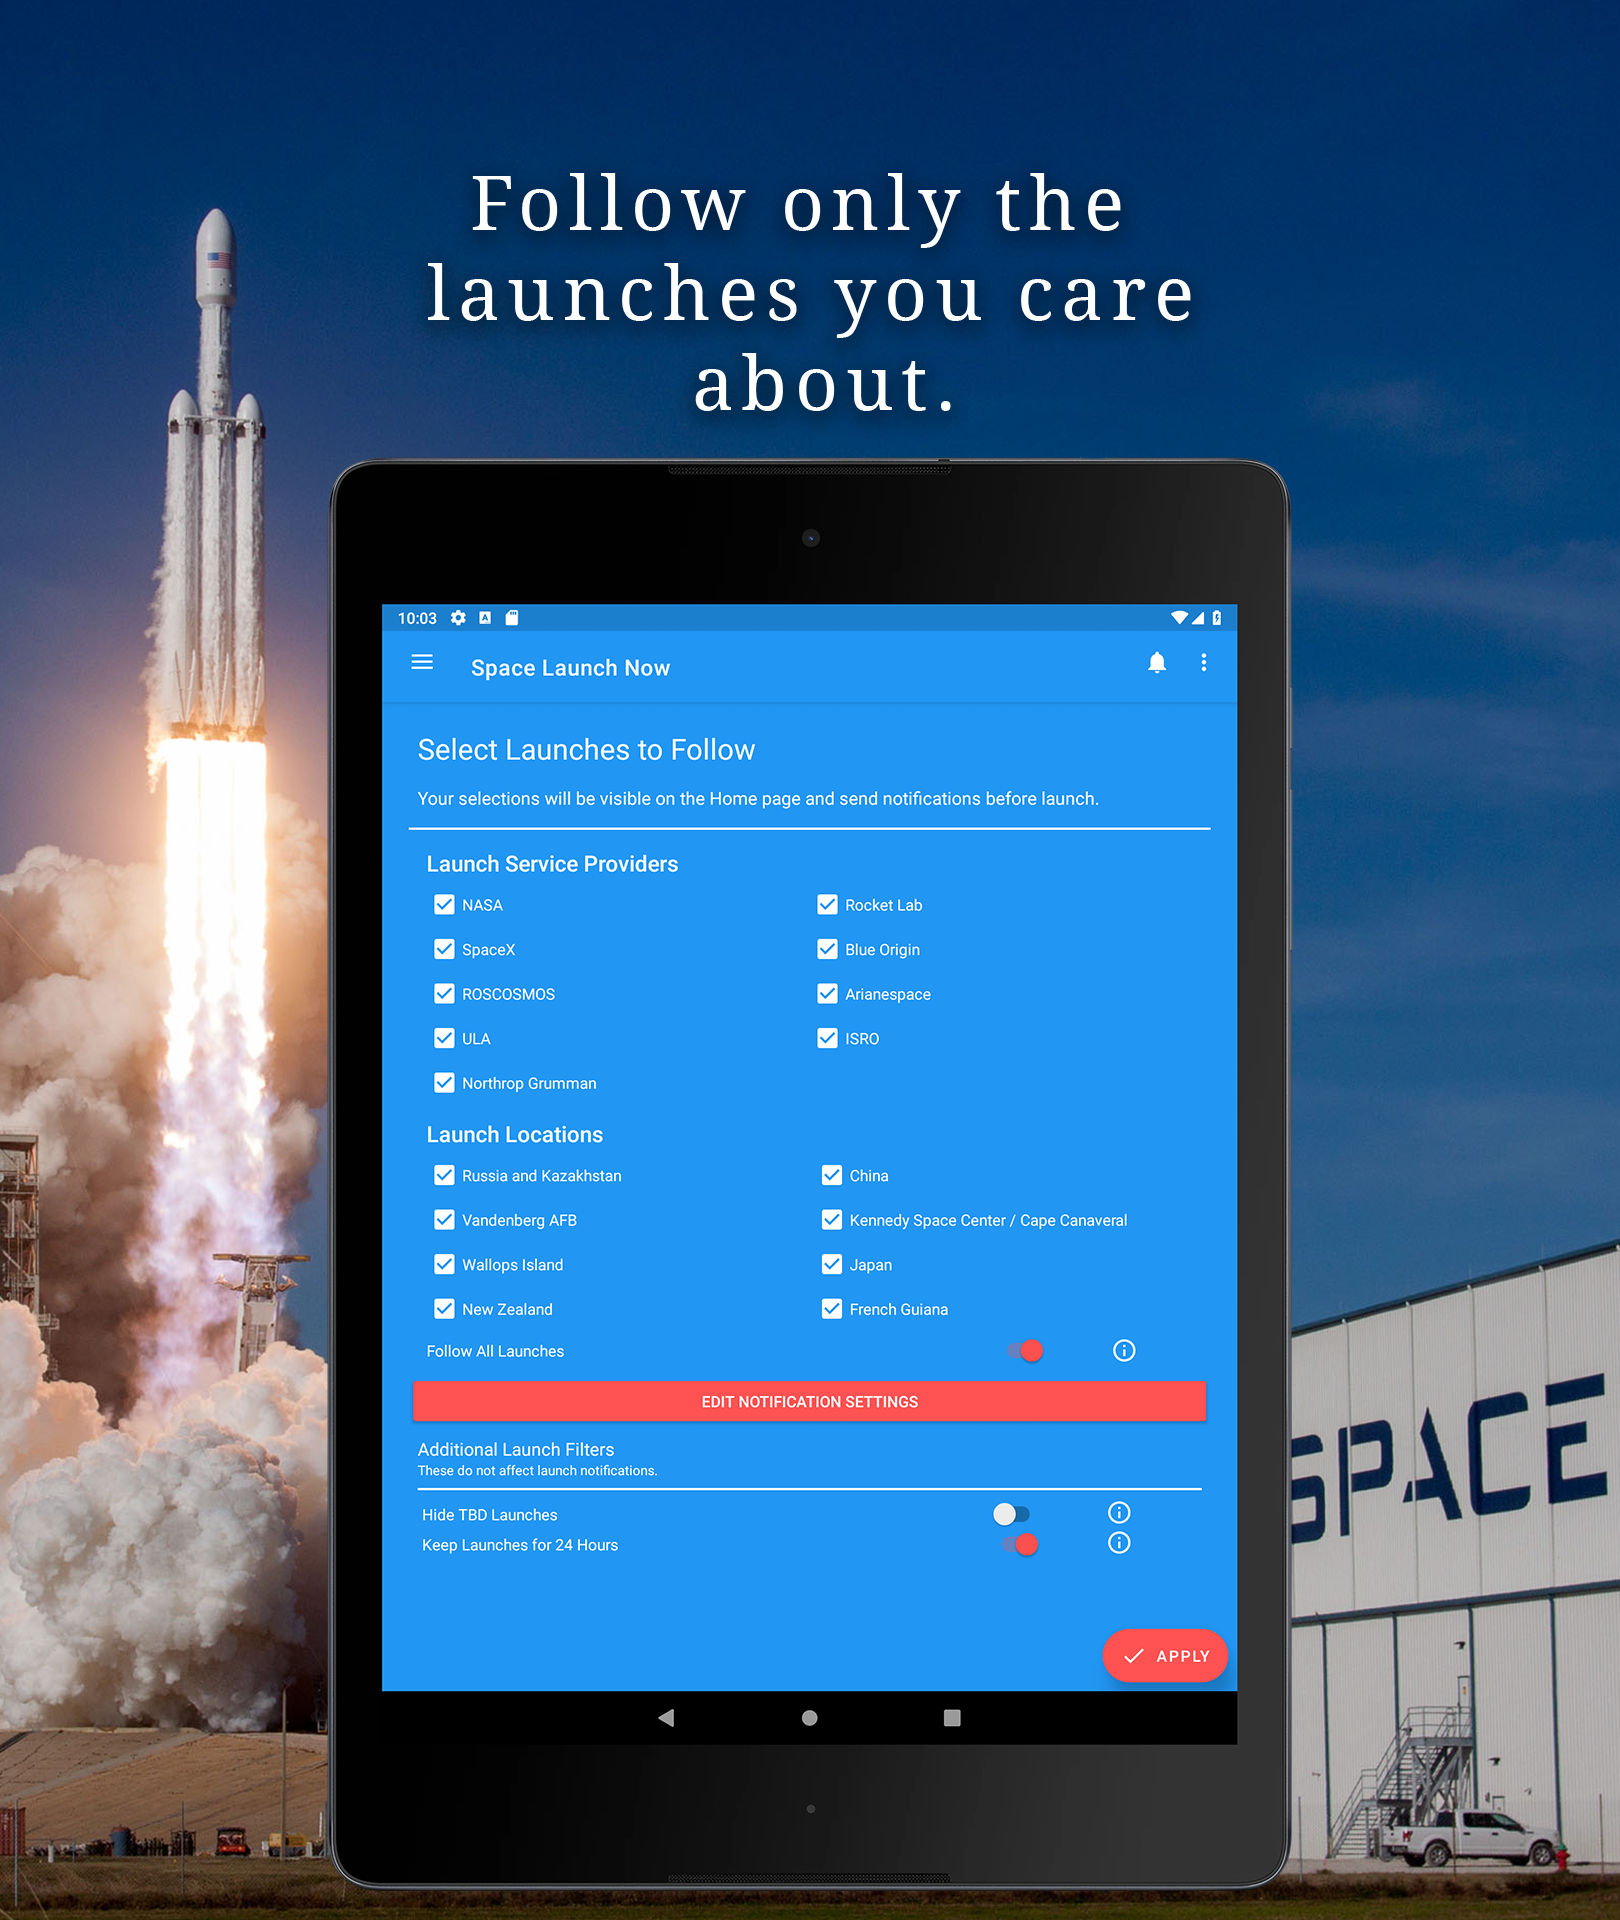 Follow only the
launches you care
about.
10:03
Space Launch Now
Select Launches to Follow
Your selections will be visible on the Home page and send notifications before launch.
Launch Service Providers
NASA
Rocket Lab
SpaceX
Blue Origin
ROSCOSMOS
Arianespace
ULA
ISRO
Northrop Grumman
Launch Locations
Russia and Kazakhstan
China
Vandenberg AFB
Kennedy Space Center / Cape Canaveral
Wallops Island
Japan
New Zealand
French Guiana
Follow All Launches
EDIT NOTIFICATION SETTINGS
Additional Launch Filters
These do not affect launch notifications.
Hide TBD Launches
Keep Launches for 24 Hours
APPLY
SPACE